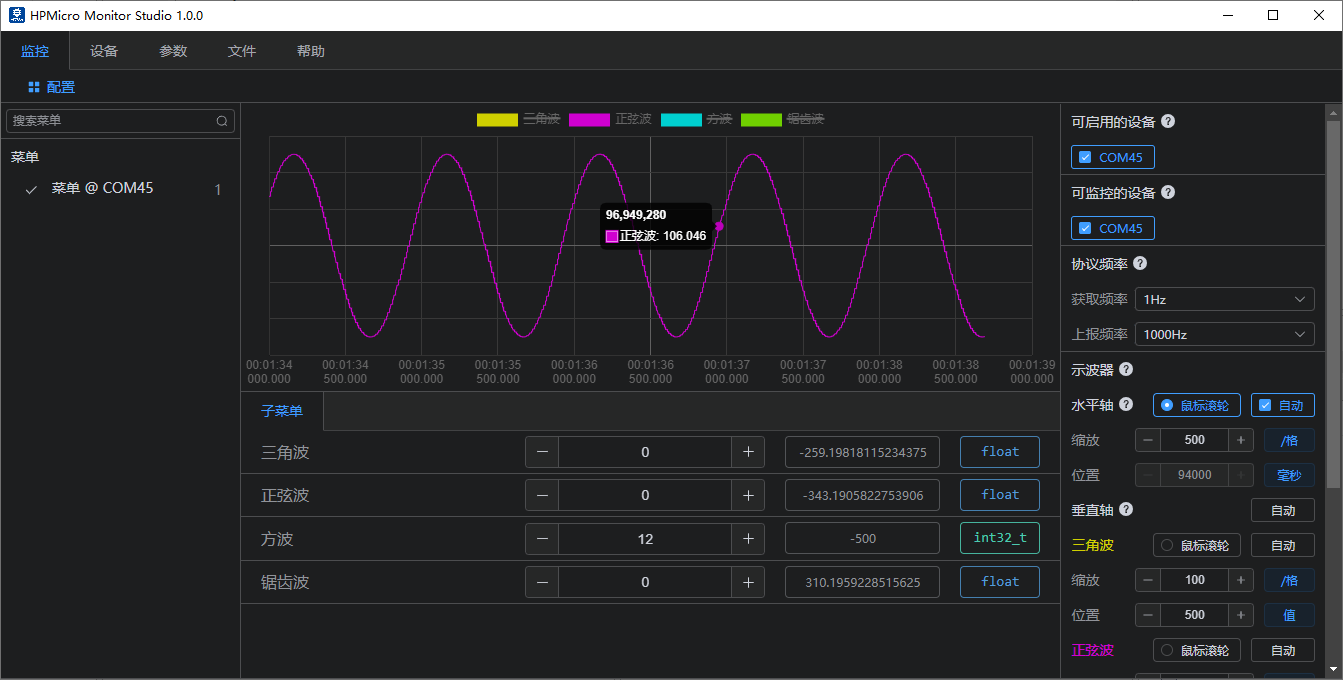 HPMicro Monitor Studio 1.0.0
监控 设备 参数 文件 帮助
配置
搜索菜单
菜单
菜单 @ COM45 1
三角波 正弦波 方波 锯齿波
96,949,280
正弦波: 106.046
00:01:34 00:01:34 00:01:35 00:01:35 00:01:36 00:01:36 00:01:37 00:01:37 00:01:38 00:01:38 00:01:39
000.000 500.000 000.000 500.000 000.000 500.000 000.000 500.000 000.000 500.000 000.000
子菜单
三角波 0 -259.19818115234375 float
正弦波 0 -343.1905822753906 float
方波 12 -500 int32_t
锯齿波 0 310.1959228515625 float
可启用的设备 ?
COM45
可监控的设备 ?
COM45
协议频率 ?
获取频率 1Hz
上报频率 1000Hz
示波器 ?
水平轴 ? 鼠标滚轮 自动
缩放 500 /格
位置 94000 毫秒
垂直轴 ? 自动
三角波 鼠标滚轮 自动
缩放 100 /格
位置 500 值
正弦波 鼠标滚轮 自动